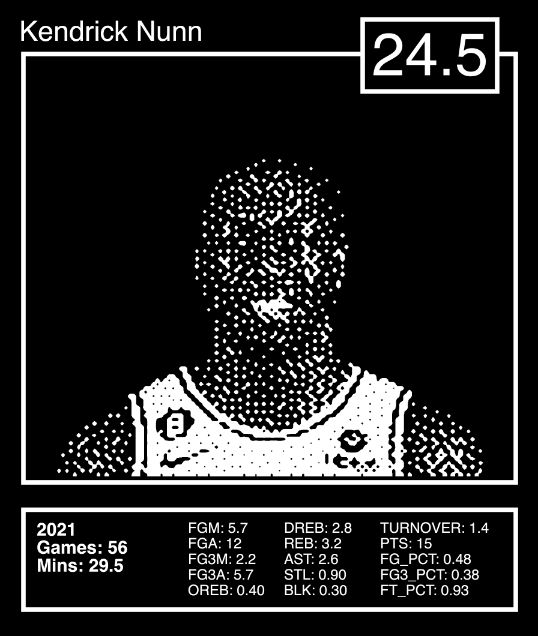 Kendrick Nunn
24.5
2021
Games: 56
Mins: 29.5
FGM: 5.7
FGA: 12
FG3M: 2.2
FG3A: 5.7
OREB: 0.40
DREB: 2.8
REB: 3.2
AST: 2.6
STL: 0.90
BLK: 0.30
TURNOVER: 1.4
PTS: 15
FG_PCT: 0.48
FG3_PCT: 0.38
FT_PCT: 0.93